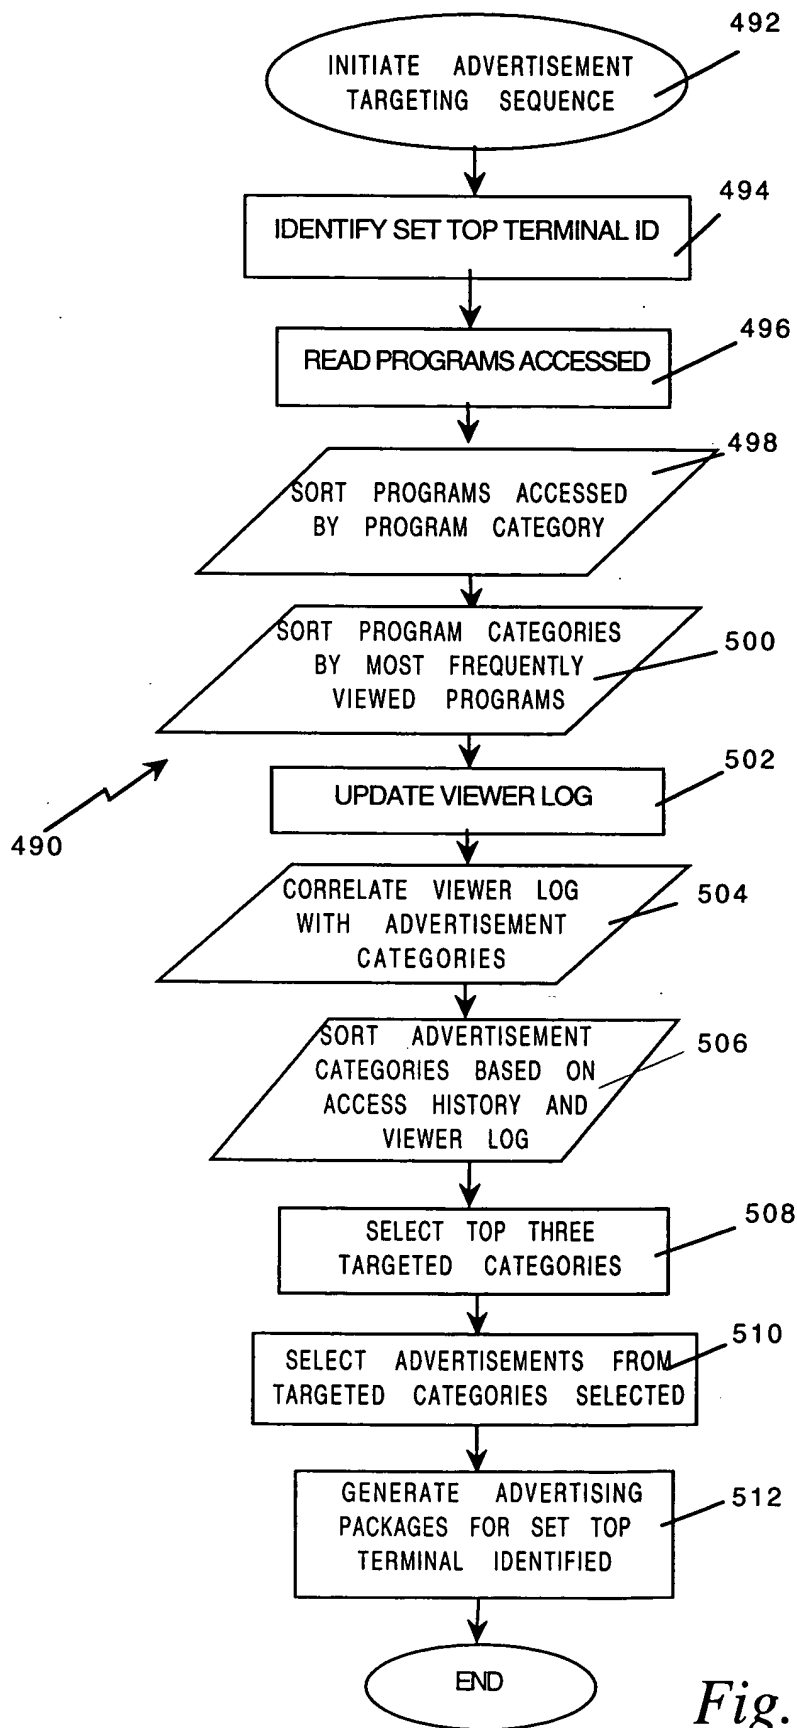 492
INITIATE ADVERTISEMENT
TARGETING SEQUENCE
494
IDENTIFY SET TOP TERMINAL ID
496
READ PROGRAMS ACCESSED
498
SORT PROGRAMS ACCESSED
BY PROGRAM CATEGORY
SORT PROGRAM CATEGORIES
BY MOST FREQUENTLY
VIEWED PROGRAMS
500
502
UPDATE VIEWER LOG
490
CORRELATE VIEWER LOG
WITH ADVERTISEMENT
CATEGORIES
504
SORT ADVERTISEMENT
CATEGORIES BASED ON
ACCESS HISTORY AND
VIEWER LOG
506
508
SELECT TOP THREE
TARGETED CATEGORIES
510
SELECT ADVERTISEMENTS FROM
TARGETED CATEGORIES SELECTED
GENERATE ADVERTISING
PACKAGES FOR SET TOP
TERMINAL IDENTIFIED
512
END
Fig.